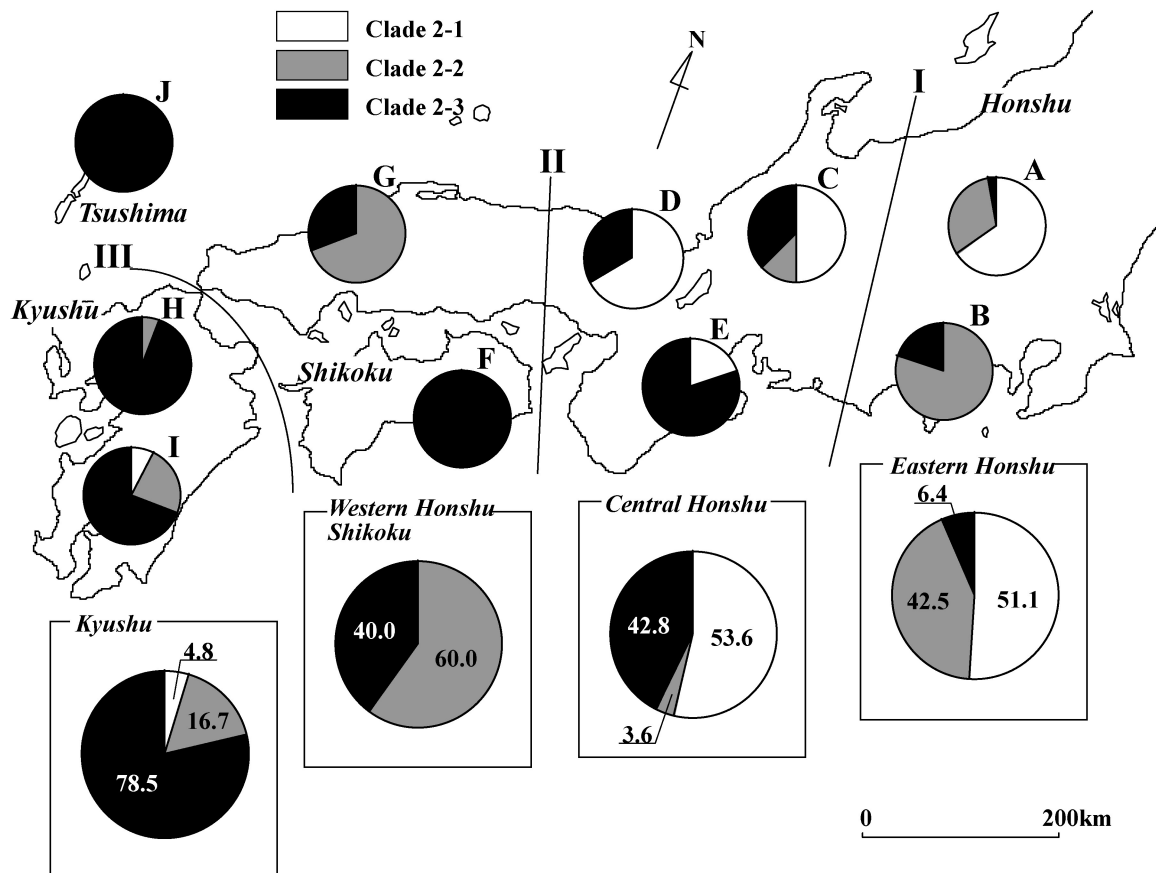 Clade 2-1
Clade 2-2
Clade 2-3
N
I
Honshu
J
Tsushima
G
II
D
C
A
III
Kyushu
H
Shikoku
F
E
B
I
Western Honshu
Shikoku
40.0
60.0
Central Honshu
42.8
53.6
3.6
Eastern Honshu
6.4
42.5
51.1
Kyushu
4.8
16.7
78.5
0
200km